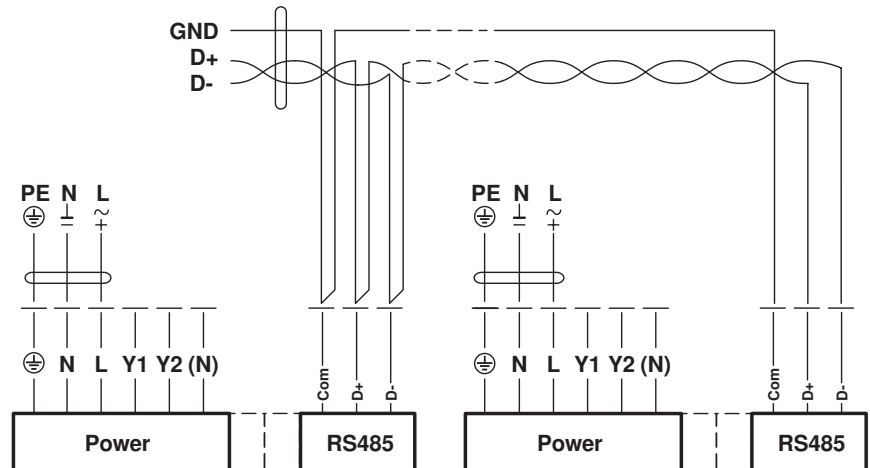 GND
D+
D-
PE N L
PE N L
N L Y1 Y2 (N)
Com D+ D-
N L Y1 Y2 (N)
Com D+ D-
Power
RS485
Power
RS485